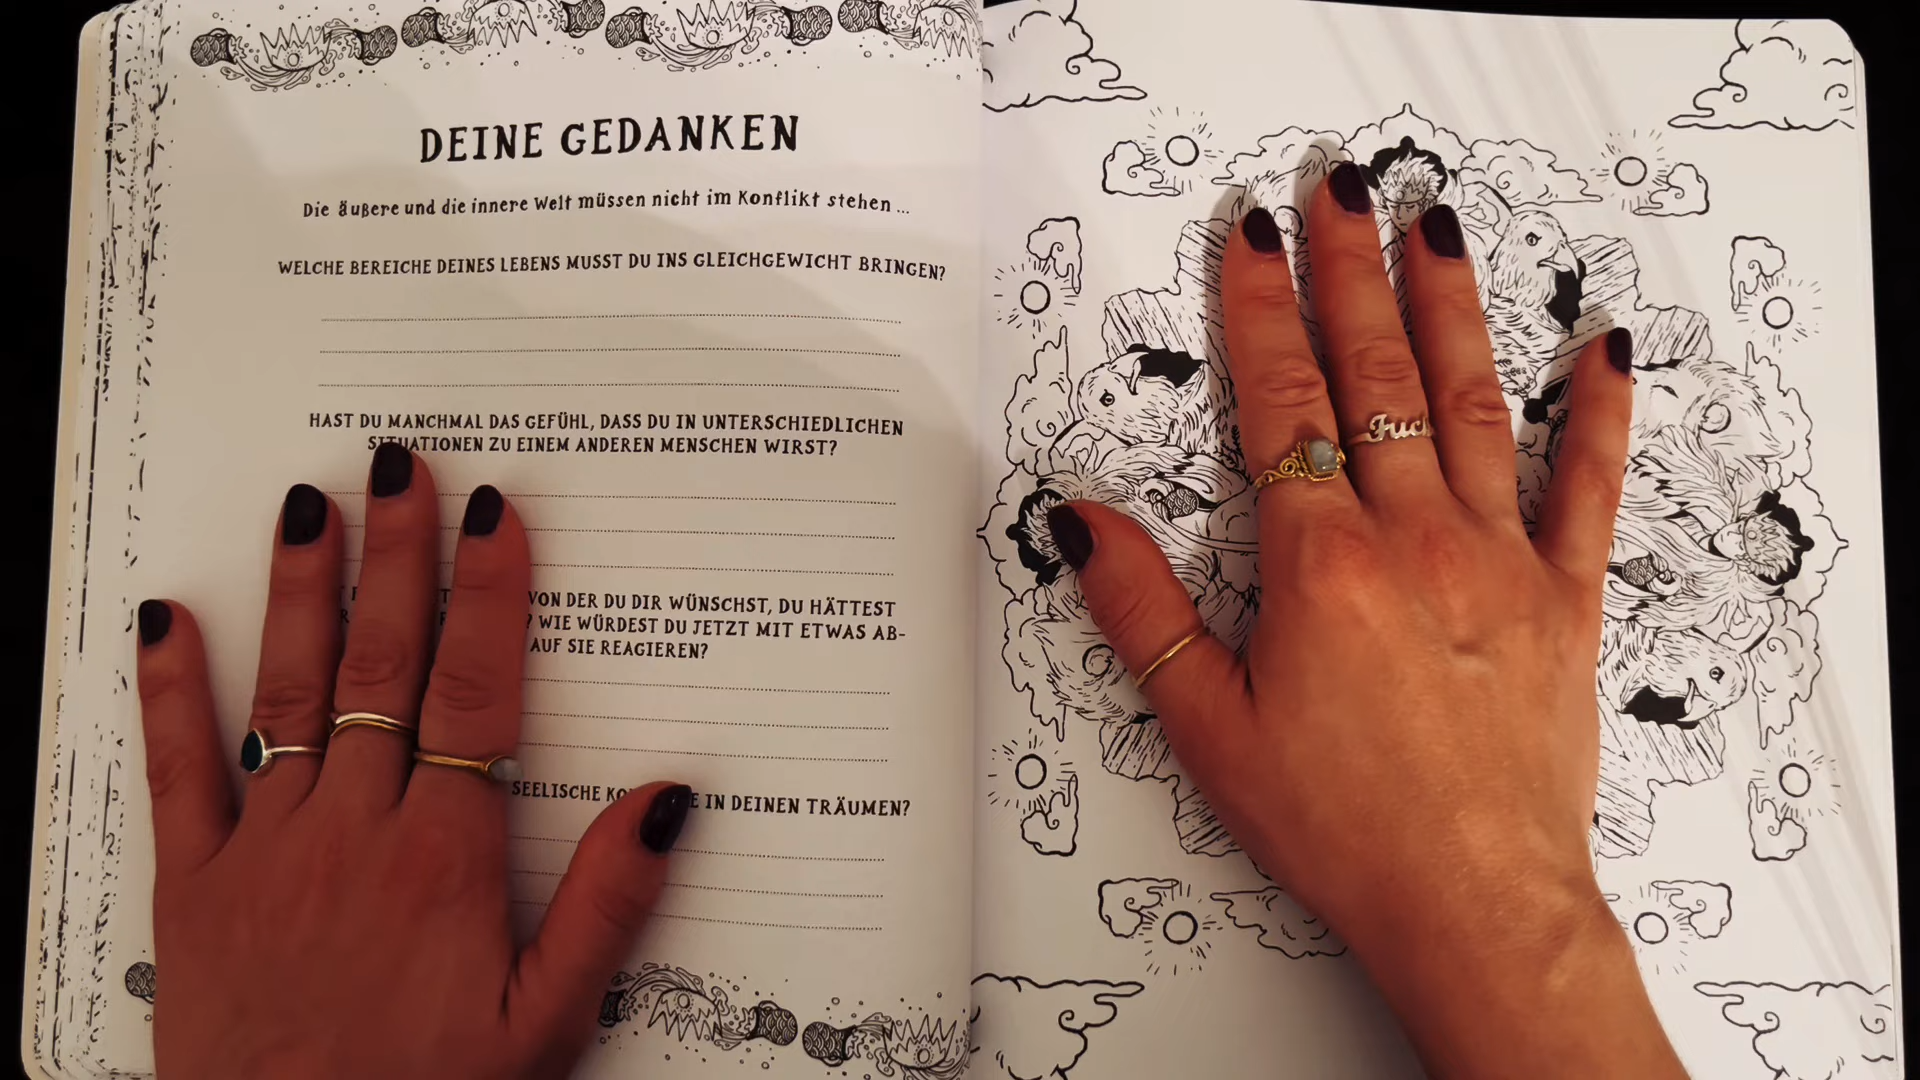 DEINE GEDANKEN
Die äußere und die innere Welt müssen nicht im Konflikt stehen ...
WELCHE BEREICHE DEINES LEBENS MUSST DU INS GLEICHGEWICHT BRINGEN?
HAST DU MANCHMAL DAS GEFÜHL, DASS DU IN UNTERSCHIEDLICHEN
SITUATIONEN ZU EINEM ANDEREN MENSCHEN WIRST?
VON DER DU DIR WÜNSCHST, DU HÄTTEST
? WIE WÜRDEST DU JETZT MIT ETWAS AB-
AUF SIE REAGIEREN?
SEELISCHE IN DEINEN TRÄUMEN?
Fuck